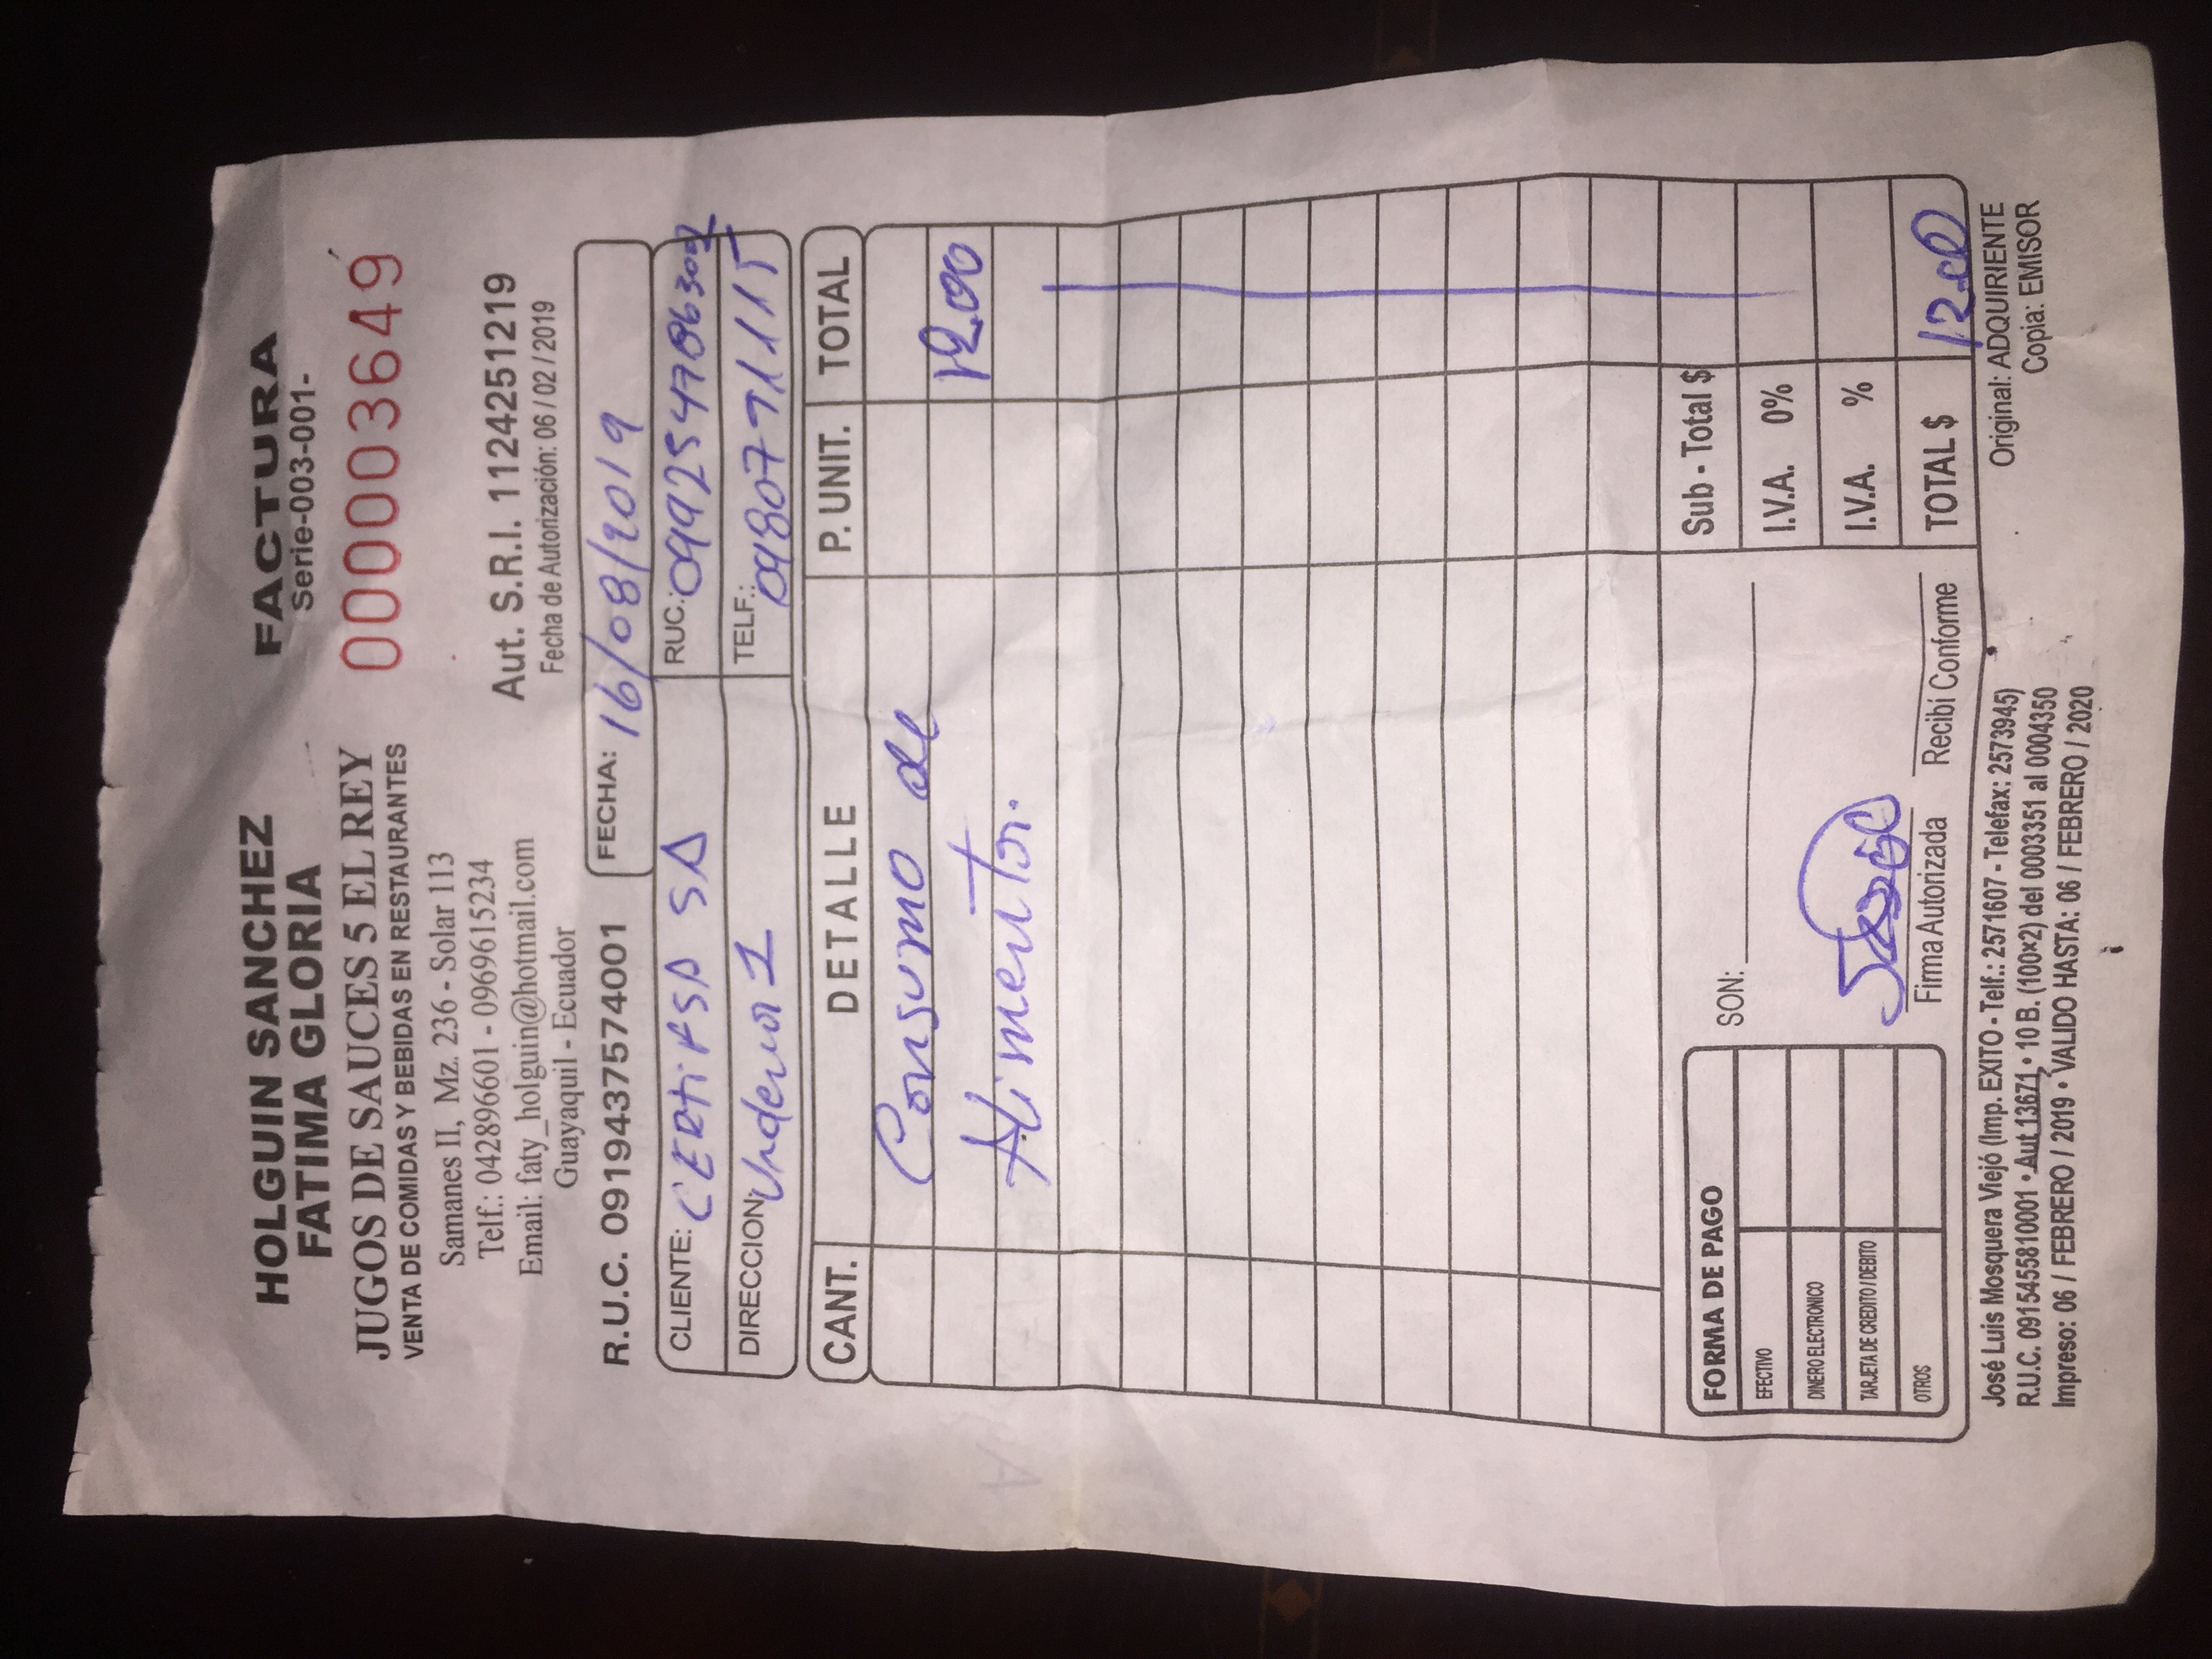 HOLGUIN SANCHEZ
FATIMA GLORIA
JUGOS DE SAUCES 5 EL REY
VENTA DE COMIDAS Y BEBIDAS EN RESTAURANTES
Samanes II, Mz. 236 - Solar 113
Telf.: 042896601 - 0969615234
Email: faty_holguin@hotmail.com
Guayaquil - Ecuador
R.U.C. 0919437574001
FACTURA
Serie-003-001-
000003649
Aut. S.R.I. 1124251219
Fecha de Autorización: 06 / 02 / 2019
FECHA: 16/08/2019
CLIENTE: CERTIFSA SA
RUC.:
DIRECCION:
TELF.: 0980791115
CANT. DETALLE P. UNIT. TOTAL
Consumo de
12.00
Alimentos.
FORMA DE PAGO
EFECTIVO
DINERO ELECTRONICO
TARJETA DE CREDITO / DEBITO
OTROS
SON:
Firma Autorizada
Recibí Conforme
Sub - Total $
I.V.A. 0%
I.V.A. %
TOTAL $ 12.00
José Luis Mosquera Viejó (Imp. EXITO - Telf.: 2571607 - Telefax: 2573945)
R.U.C. 0915455810001 • Aut 13671 • 10 B. (100×2) del 0003351 al 0004350
Impreso: 06 / FEBRERO / 2019 • VALIDO HASTA: 06 / FEBRERO / 2020
Original: ADQUIRIENTE
Copia: EMISOR